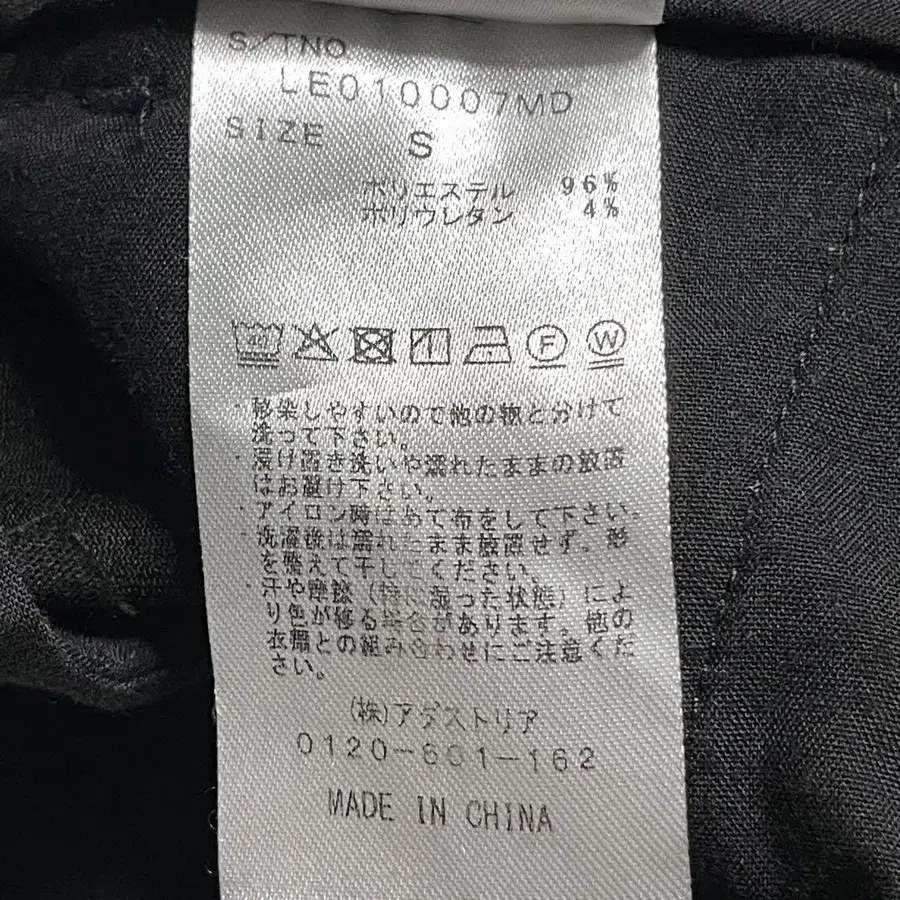 S/TNO
LE010007MD
SIZE S
ポリエステル 96%
ポリウレタン 4%
40 F W
・移染しやすいので他の物と分けて
洗って下さい。
・浸け置き洗いや濡れたままの放置
はお避け下さい。
・アイロン時はあて布をして下さい。
・洗濯後は濡れたまま放置せず、形
を整えて干してください。
・汗や摩擦(特に湿った状態)によ
り色が移る場合があります。他の
衣類との組み合わせにご注意くだ
さい。
(株)アダストリア
0120-601-162
MADE IN CHINA